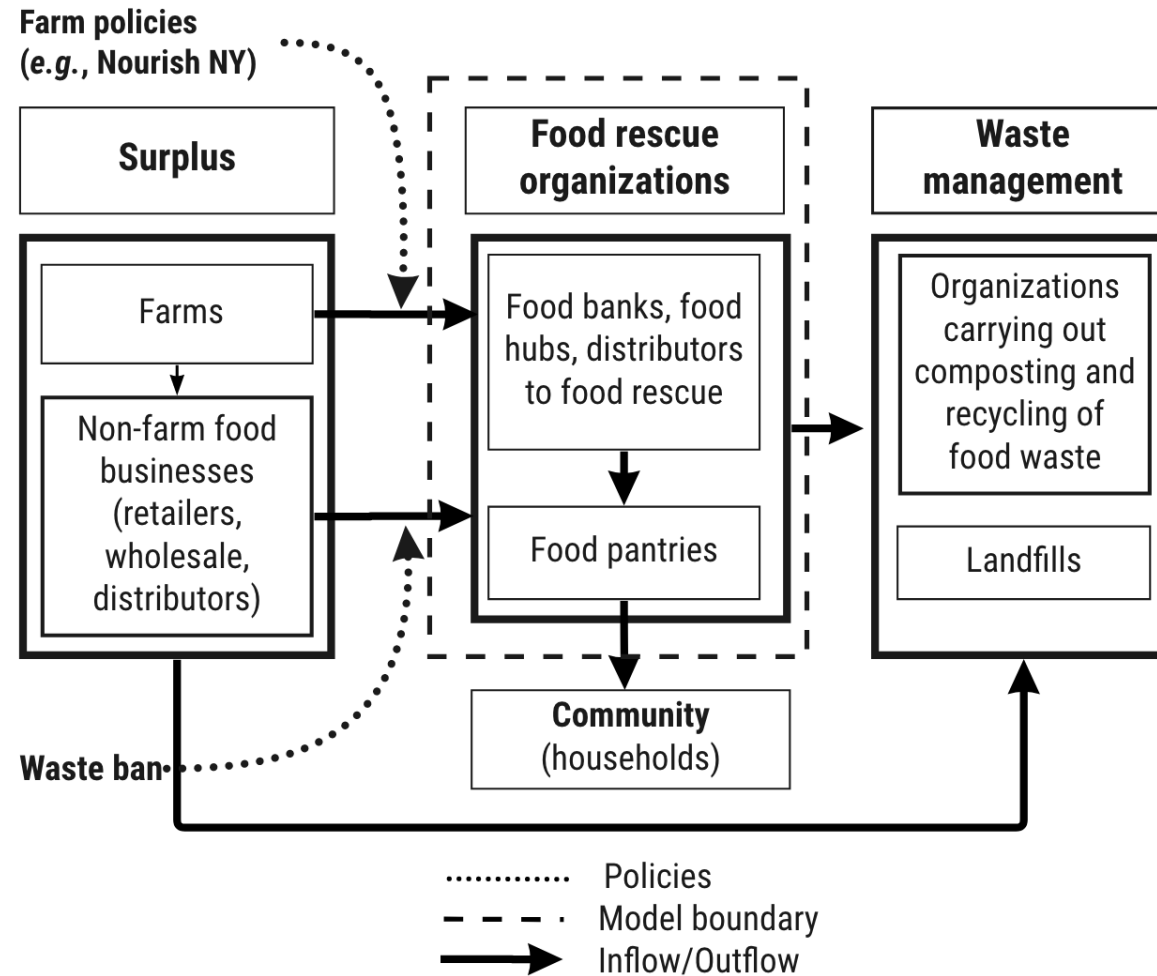 Farm policies
(e.g., Nourish NY)
Surplus
Food rescue
organizations
Waste
management
Farms
Non-farm food
businesses
(retailers,
wholesale,
distributors)
Food banks, food
hubs, distributors
to food rescue
Food pantries
Organizations
carrying out
composting and
recycling of
food waste
Landfills
Community
(households)
Waste ban
Policies
Model boundary
Inflow/Outflow